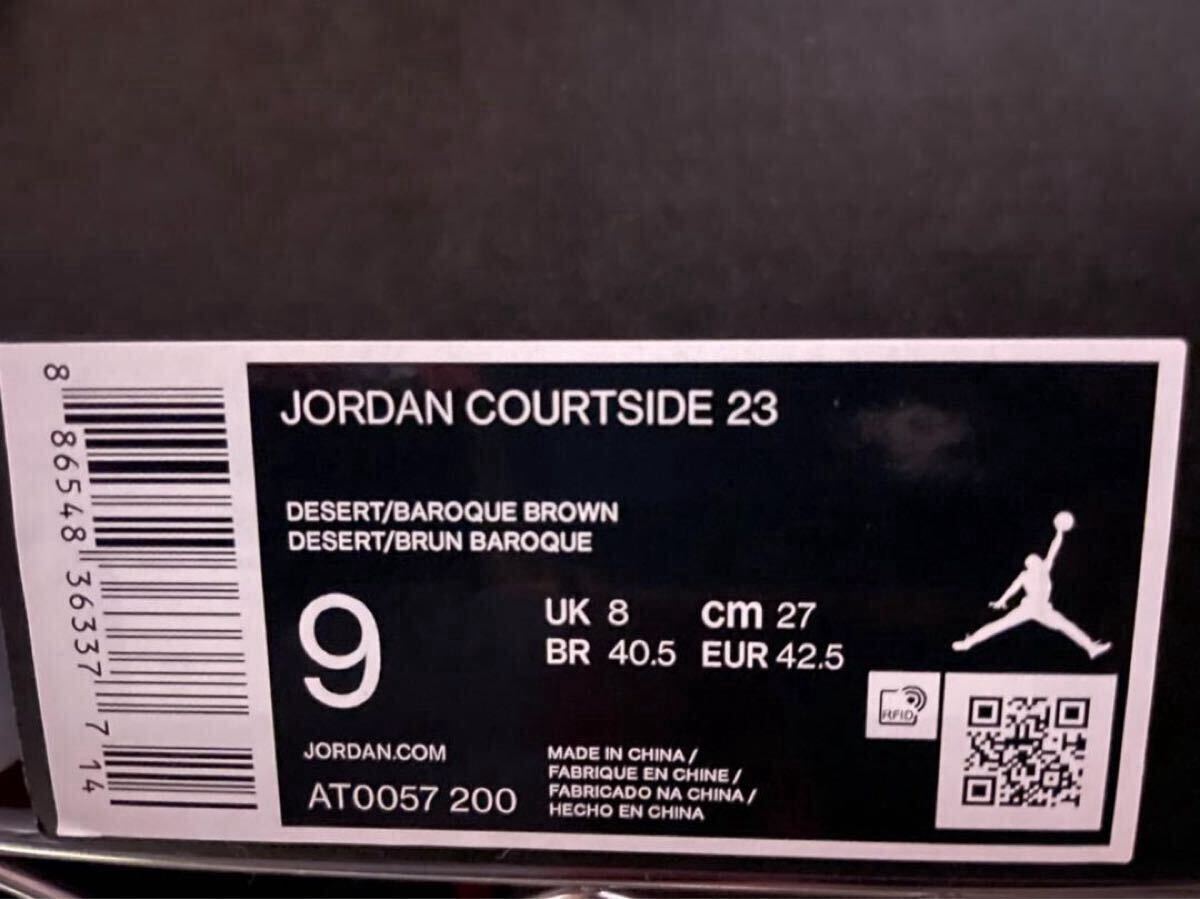 JORDAN COURTSIDE 23
DESERT/BAROQUE BROWN
DESERT/BRUN BAROQUE
9
UK 8 cm 27
BR 40.5 EUR 42.5
RFID
JORDAN.COM
AT0057 200
MADE IN CHINA /
FABRIQUE EN CHINE /
FABRICADO NA CHINA /
HECHO EN CHINA
8 86548 36337 7 14